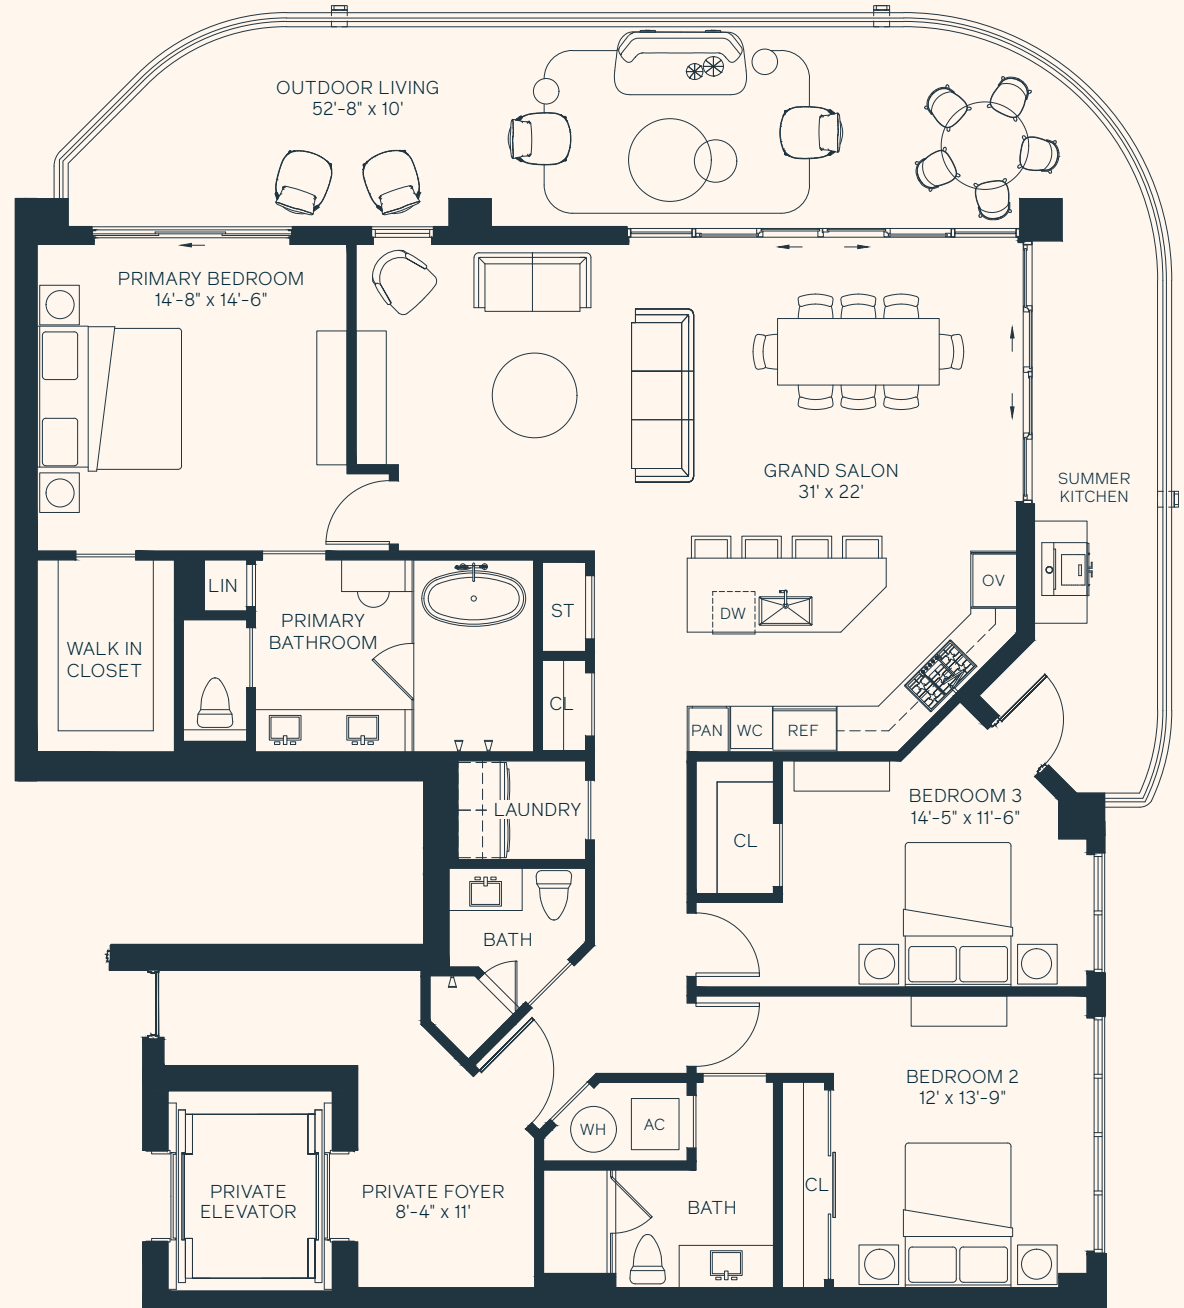 OUTDOOR LIVING
52'-8" x 10'
PRIMARY BEDROOM
14'-8" x 14'-6"
GRAND SALON
31' x 22'
SUMMER
KITCHEN
LIN
PRIMARY
BATHROOM
WALK IN
CLOSET
ST
CL
DW
OV
PAN
WC
REF
LAUNDRY
BEDROOM 3
14'-5" x 11'-6"
CL
BATH
BEDROOM 2
12' x 13'-9"
WH
AC
PRIVATE
ELEVATOR
PRIVATE FOYER
8'-4" x 11'
CL
BATH